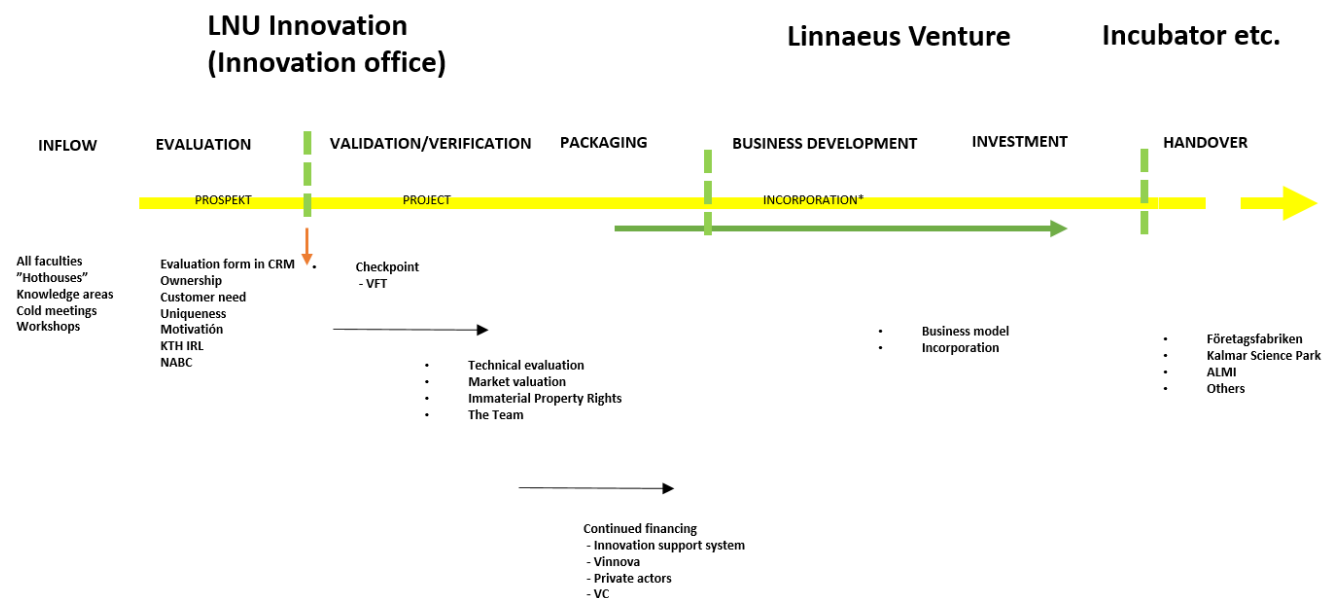 LNU Innovation
(Innovation office)
Linnaeus Venture
Incubator etc.
INFLOW
EVALUATION
VALIDATION/VERIFICATION
PACKAGING
BUSINESS DEVELOPMENT
INVESTMENT
HANDOVER
PROSPEKT
PROJECT
INCORPORATION*
All faculties
”Hothouses”
Knowledge areas
Cold meetings
Workshops
Evaluation form in CRM
Ownership
Customer need
Uniqueness
Motivatión
KTH IRL
NABC
• Checkpoint
- VFT
• Technical evaluation
• Market valuation
• Immaterial Property Rights
• The Team
Continued financing
- Innovation support system
- Vinnova
- Private actors
- VC
• Business model
• Incorporation
• Företagsfabriken
• Kalmar Science Park
• ALMI
• Others